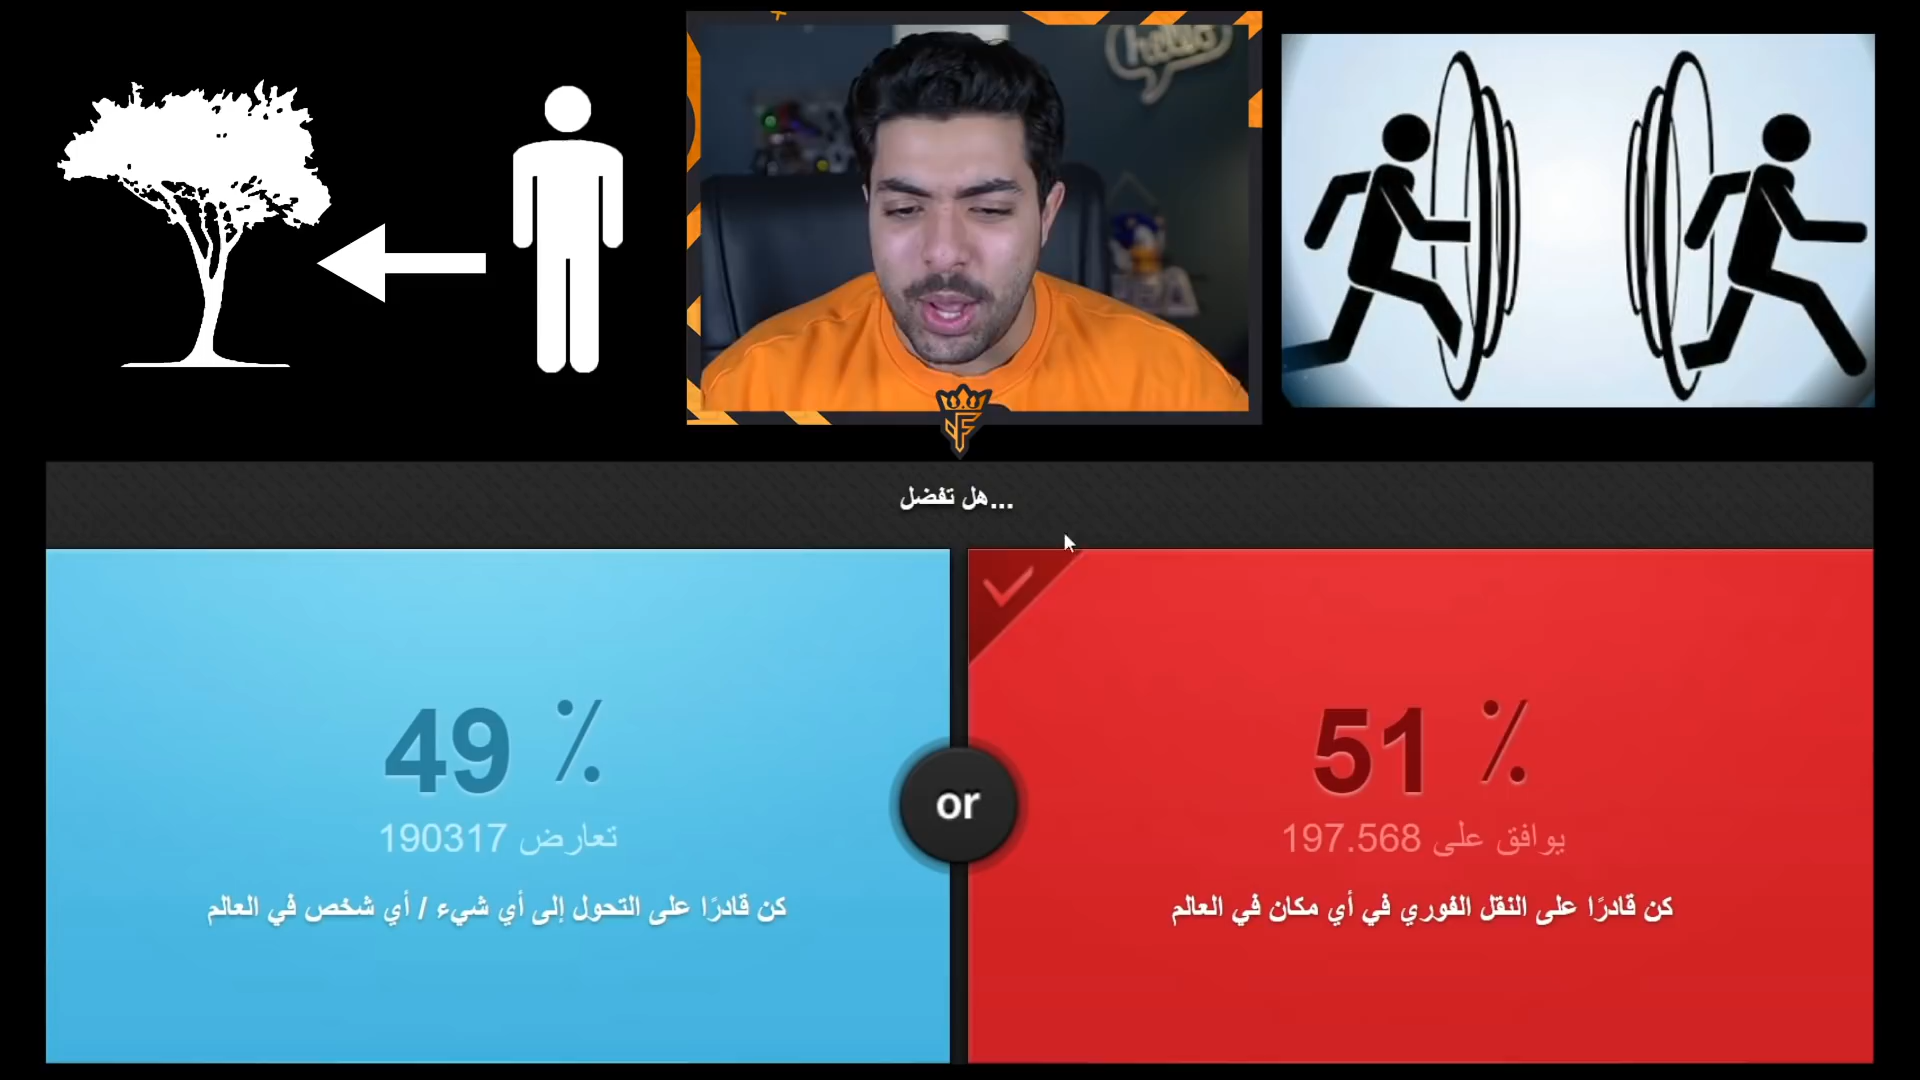 hello
هل تفضل...
49 ٪
190317 تعارض
كن قادرًا على التحول إلى أي شيء / أي شخص في العالم
or
51 ٪
197.568 يوافق على
كن قادرًا على النقل الفوري في أي مكان في العالم